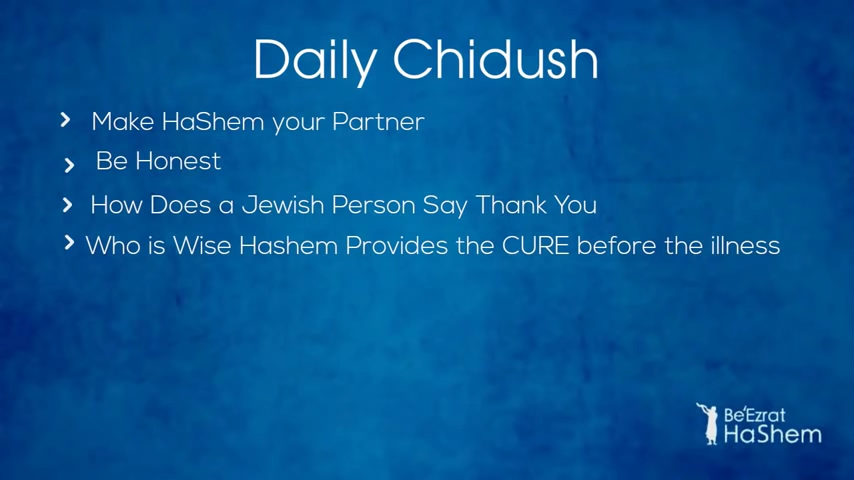 Daily Chidush
Make HaShem your Partner
Be Honest
How Does a Jewish Person Say Thank You
Who is Wise Hashem Provides the CURE before the illness
Be'Ezrat
HaShem